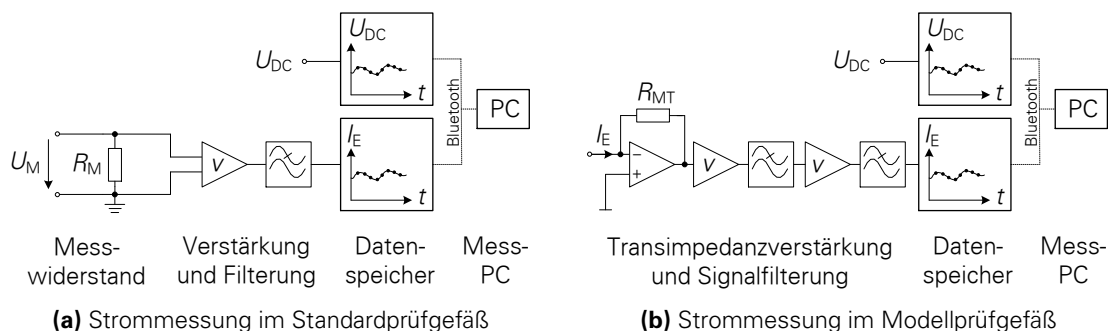 U_DC
U_DC
t
I_E
t
Bluetooth
PC
U_M
R_M
v
Mess-
widerstand
Verstärkung
und Filterung
Daten-
speicher
Mess-
PC
(a) Strommessung im Standardprüfgefäß
U_DC
U_DC
t
R_MT
I_E
−
+
v
v
I_E
t
Bluetooth
PC
Transimpedanzverstärkung
und Signalfilterung
Daten-
speicher
Mess-
PC
(b) Strommessung im Modellprüfgefäß